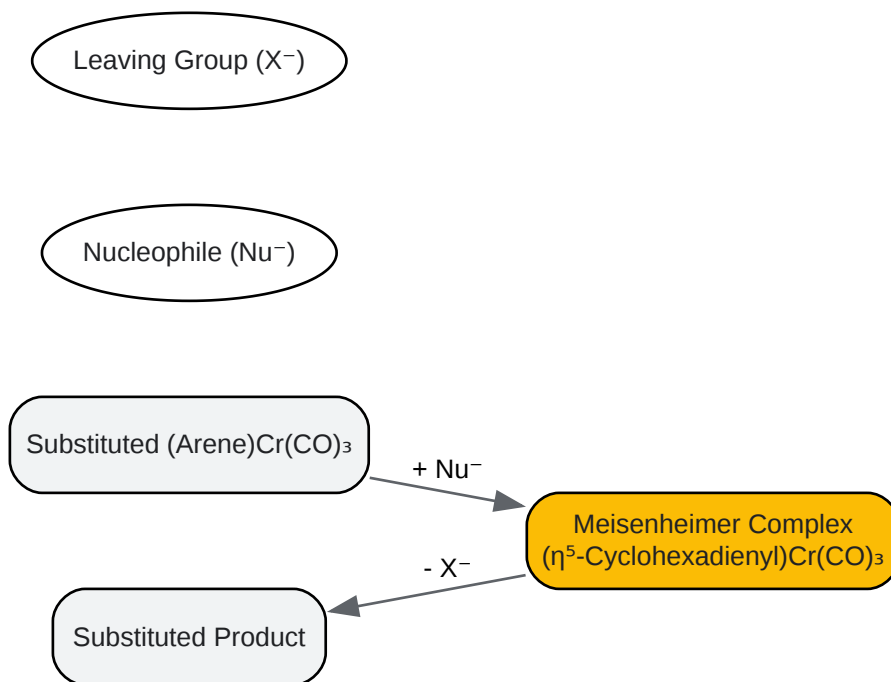 Leaving Group (X⁻)
Nucleophile (Nu⁻)
Substituted (Arene)Cr(CO)₃
+ Nu⁻
Meisenheimer Complex
(η⁵-Cyclohexadienyl)Cr(CO)₃
- X⁻
Substituted Product